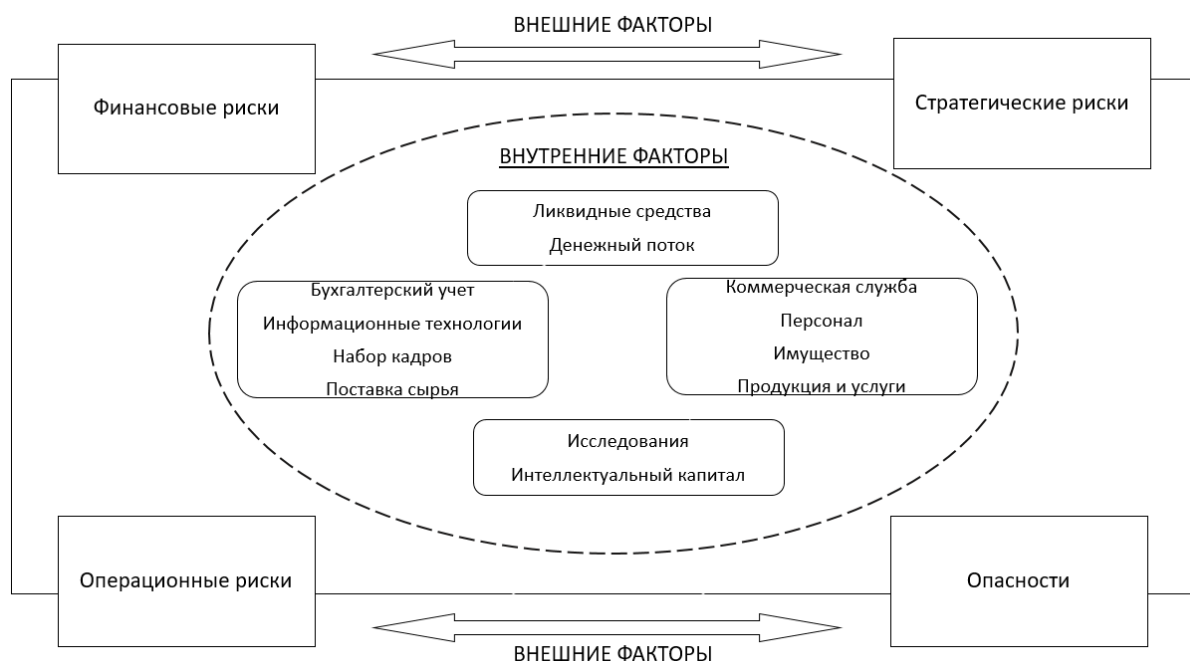 ВНЕШНИЕ ФАКТОРЫ
Финансовые риски
Стратегические риски
ВНУТРЕННИЕ ФАКТОРЫ
Ликвидные средства
Денежный поток
Бухгалтерский учет
Информационные технологии
Набор кадров
Поставка сырья
Коммерческая служба
Персонал
Имущество
Продукция и услуги
Исследования
Интеллектуальный капитал
Операционные риски
Опасности
ВНЕШНИЕ ФАКТОРЫ